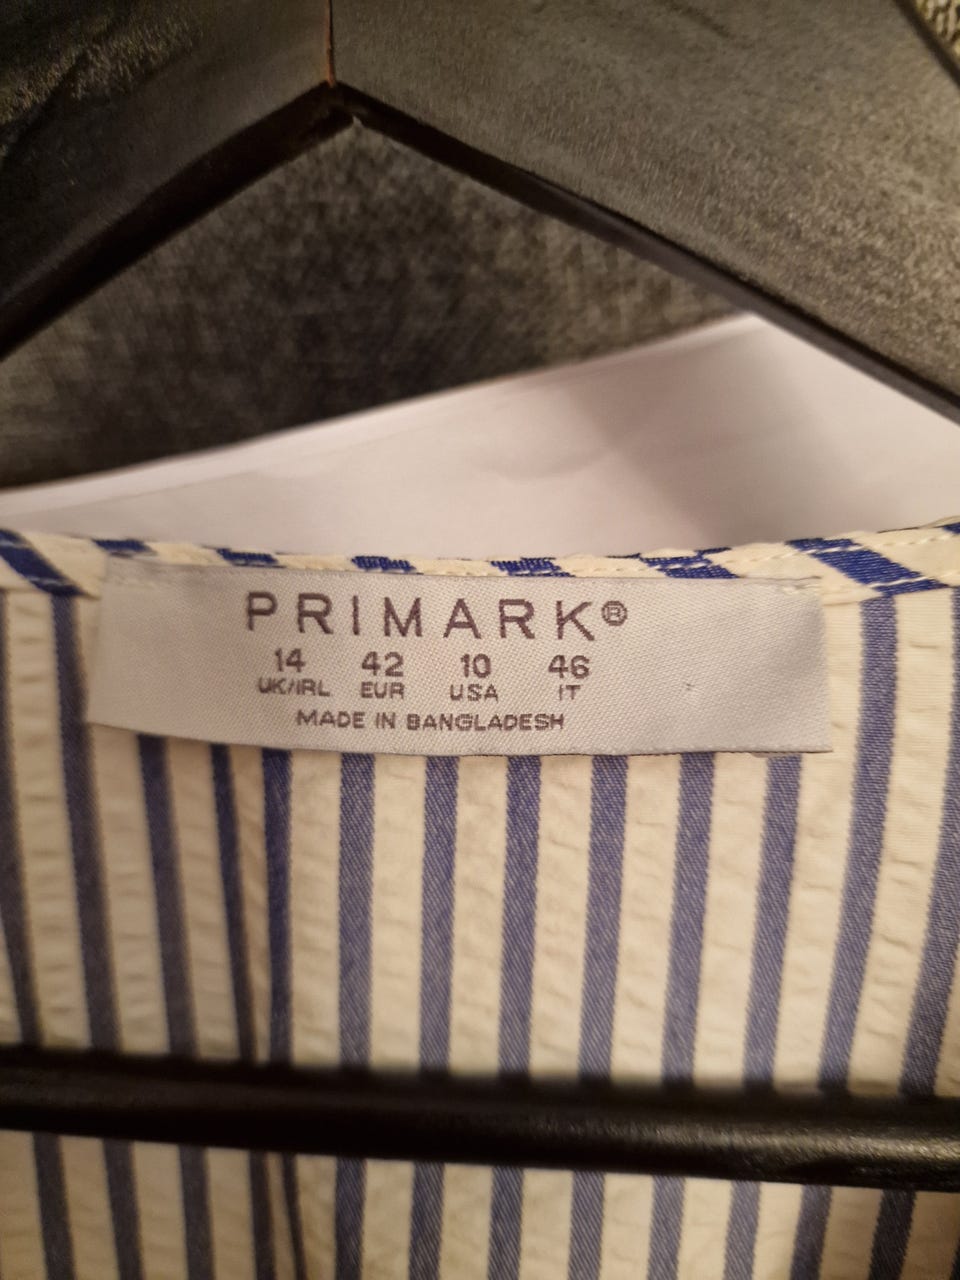 PRIMARK®
14 42 10 46
UK/IRL EUR USA IT
MADE IN BANGLADESH